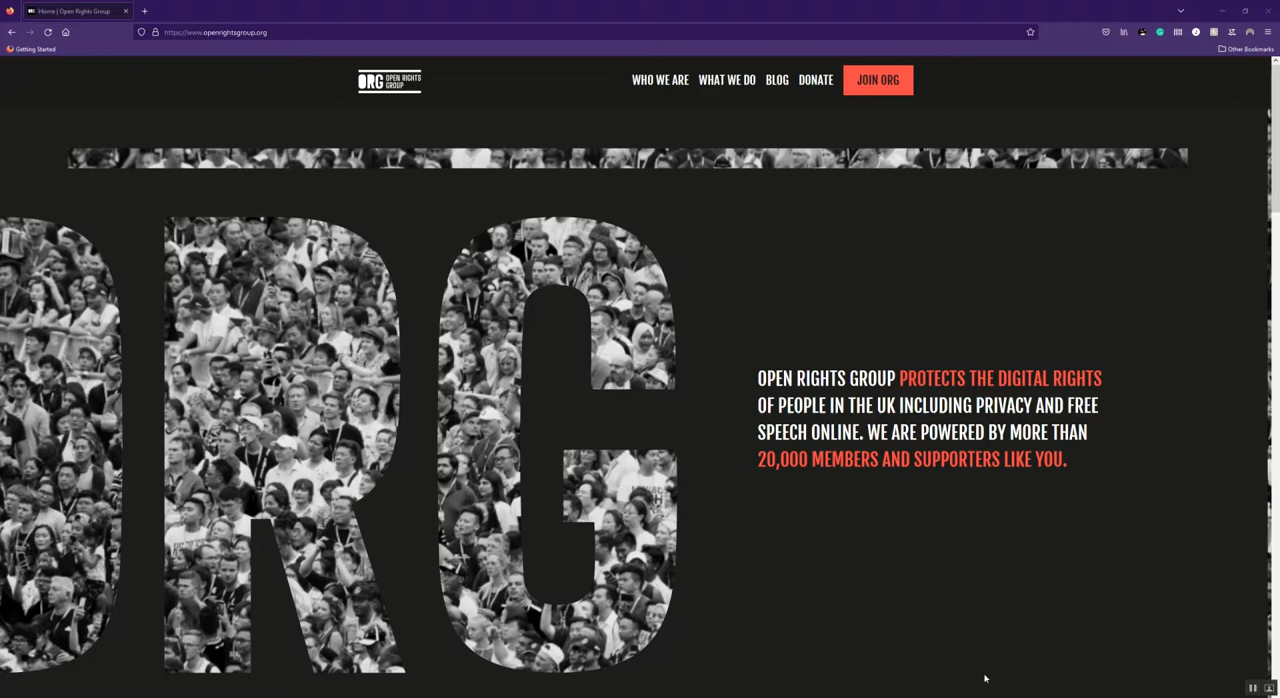 Home | Open Rights Group
https://www.openrightsgroup.org
Getting Started
Other Bookmarks
ORG OPEN RIGHTS
GROUP
WHO WE ARE WHAT WE DO BLOG DONATE JOIN ORG
ORG
OPEN RIGHTS GROUP PROTECTS THE DIGITAL RIGHTS
OF PEOPLE IN THE UK INCLUDING PRIVACY AND FREE
SPEECH ONLINE. WE ARE POWERED BY MORE THAN
20,000 MEMBERS AND SUPPORTERS LIKE YOU.